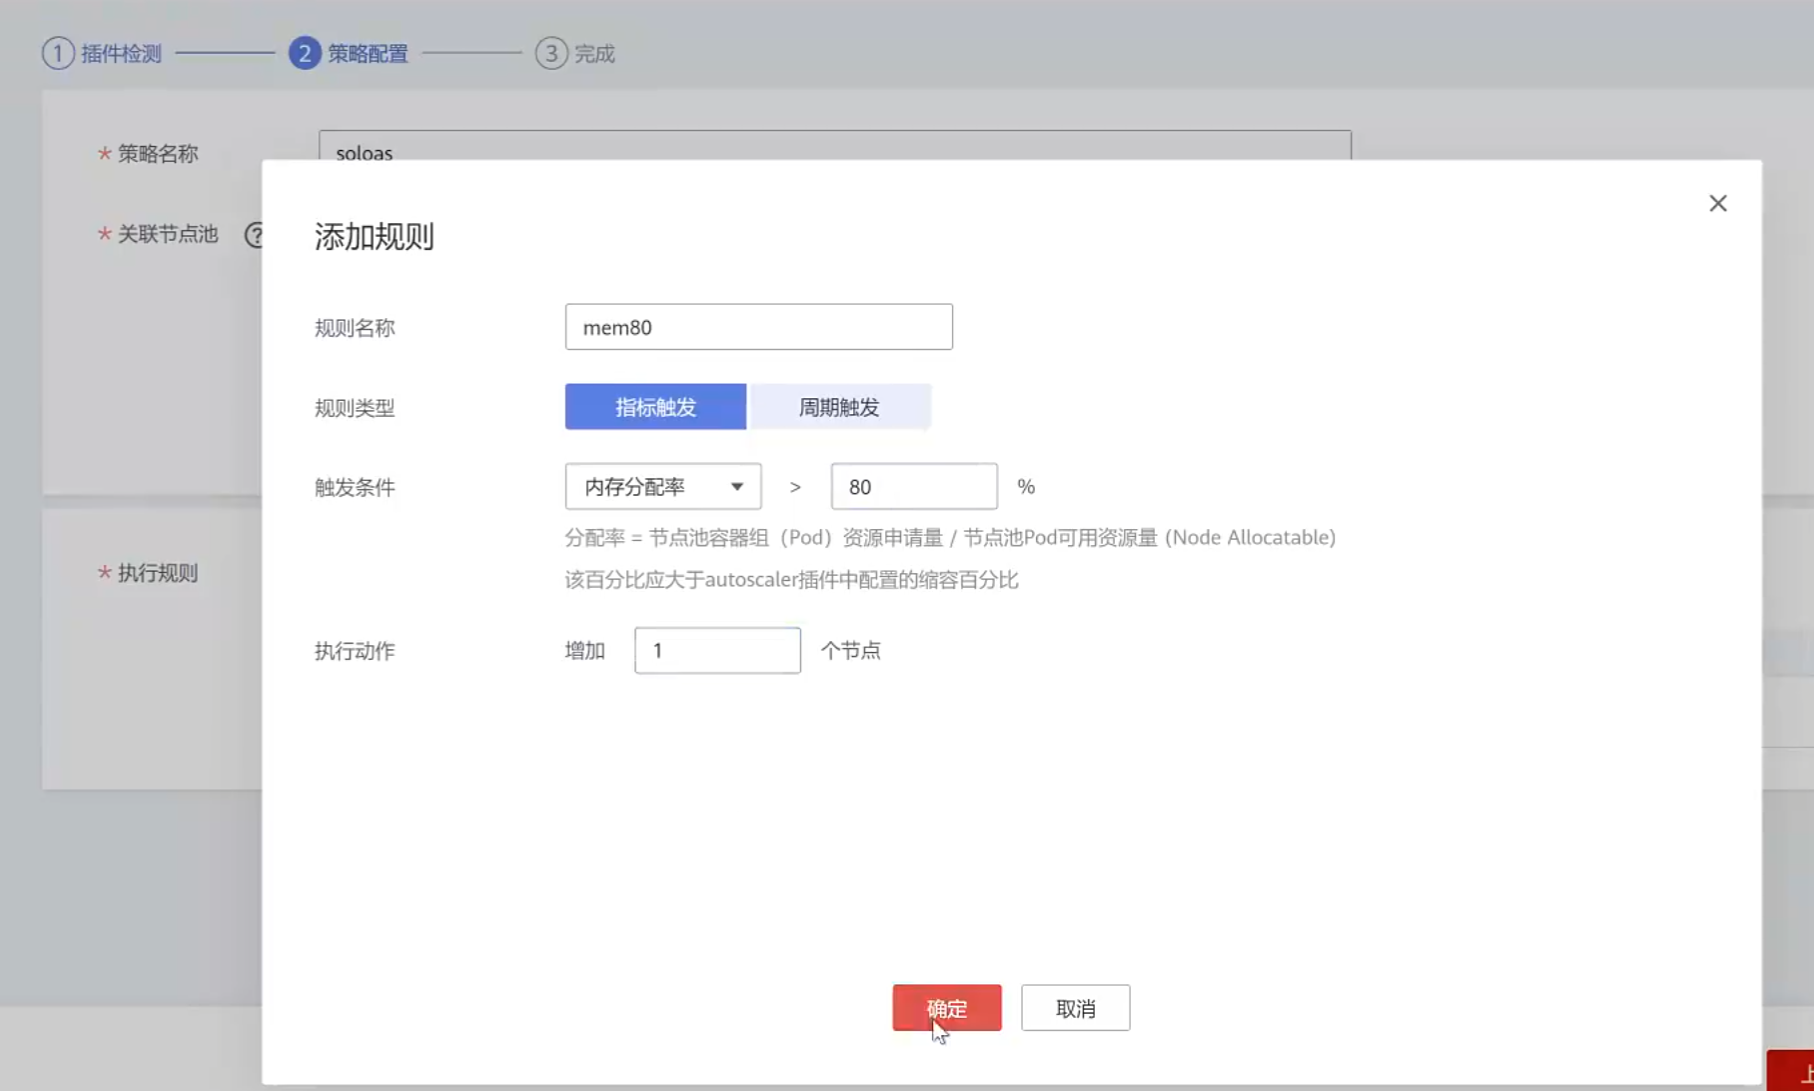 1 插件检测 2 策略配置 3 完成
* 策略名称 soloas
* 关联节点池 ?
添加规则
规则名称 mem80
规则类型 指标触发 周期触发
触发条件 内存分配率 > 80 %
分配率 = 节点池容器组（Pod）资源申请量 / 节点池Pod可用资源量 (Node Allocatable)
该百分比应大于autoscaler插件中配置的缩容百分比
* 执行规则
执行动作 增加 1 个节点
确定 取消